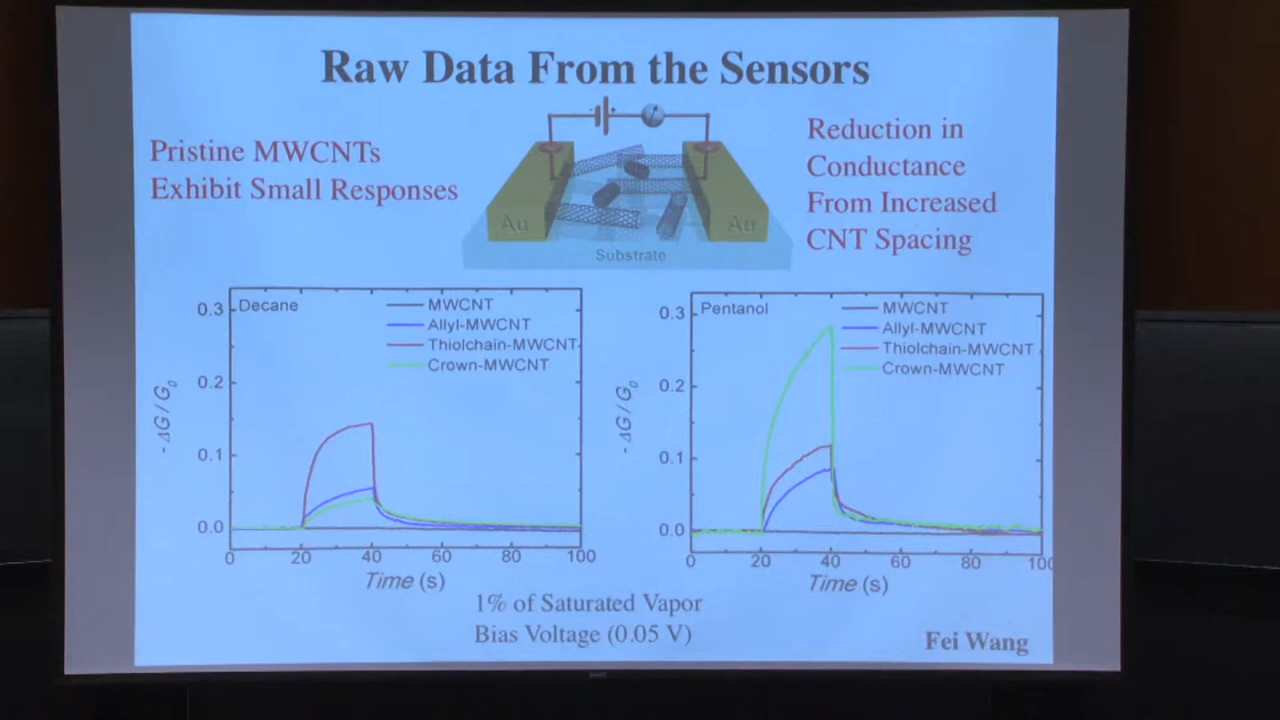 Raw Data From the Sensors
Pristine MWCNTs
Exhibit Small Responses
Reduction in
Conductance
From Increased
CNT Spacing
- +
Au
Au
Substrate
Decane
MWCNT
Allyl-MWCNT
Thiolchain-MWCNT
Crown-MWCNT
0.3
0.2
0.1
0.0
- ΔG / G₀
0 20 40 60 80 100
Time (s)
Pentanol
MWCNT
Allyl-MWCNT
Thiolchain-MWCNT
Crown-MWCNT
0.3
0.2
0.1
0.0
- ΔG / G₀
0 20 40 60 80 100
Time (s)
1% of Saturated Vapor
Bias Voltage (0.05 V)
Fei Wang